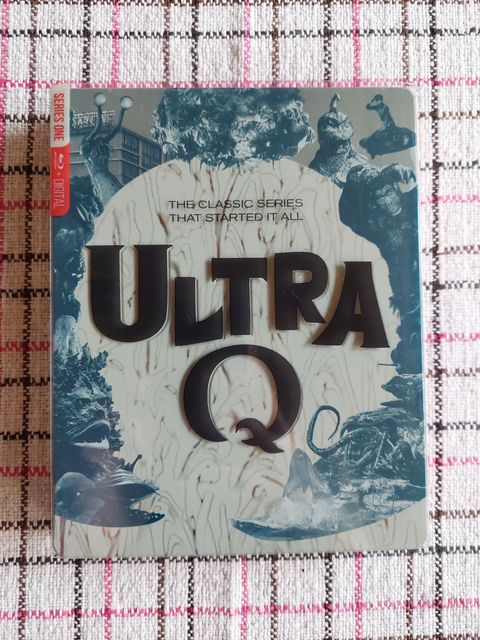 SERIES ONE
+ DIGITAL
THE CLASSIC SERIES
THAT STARTED IT ALL
ULTRA
Q